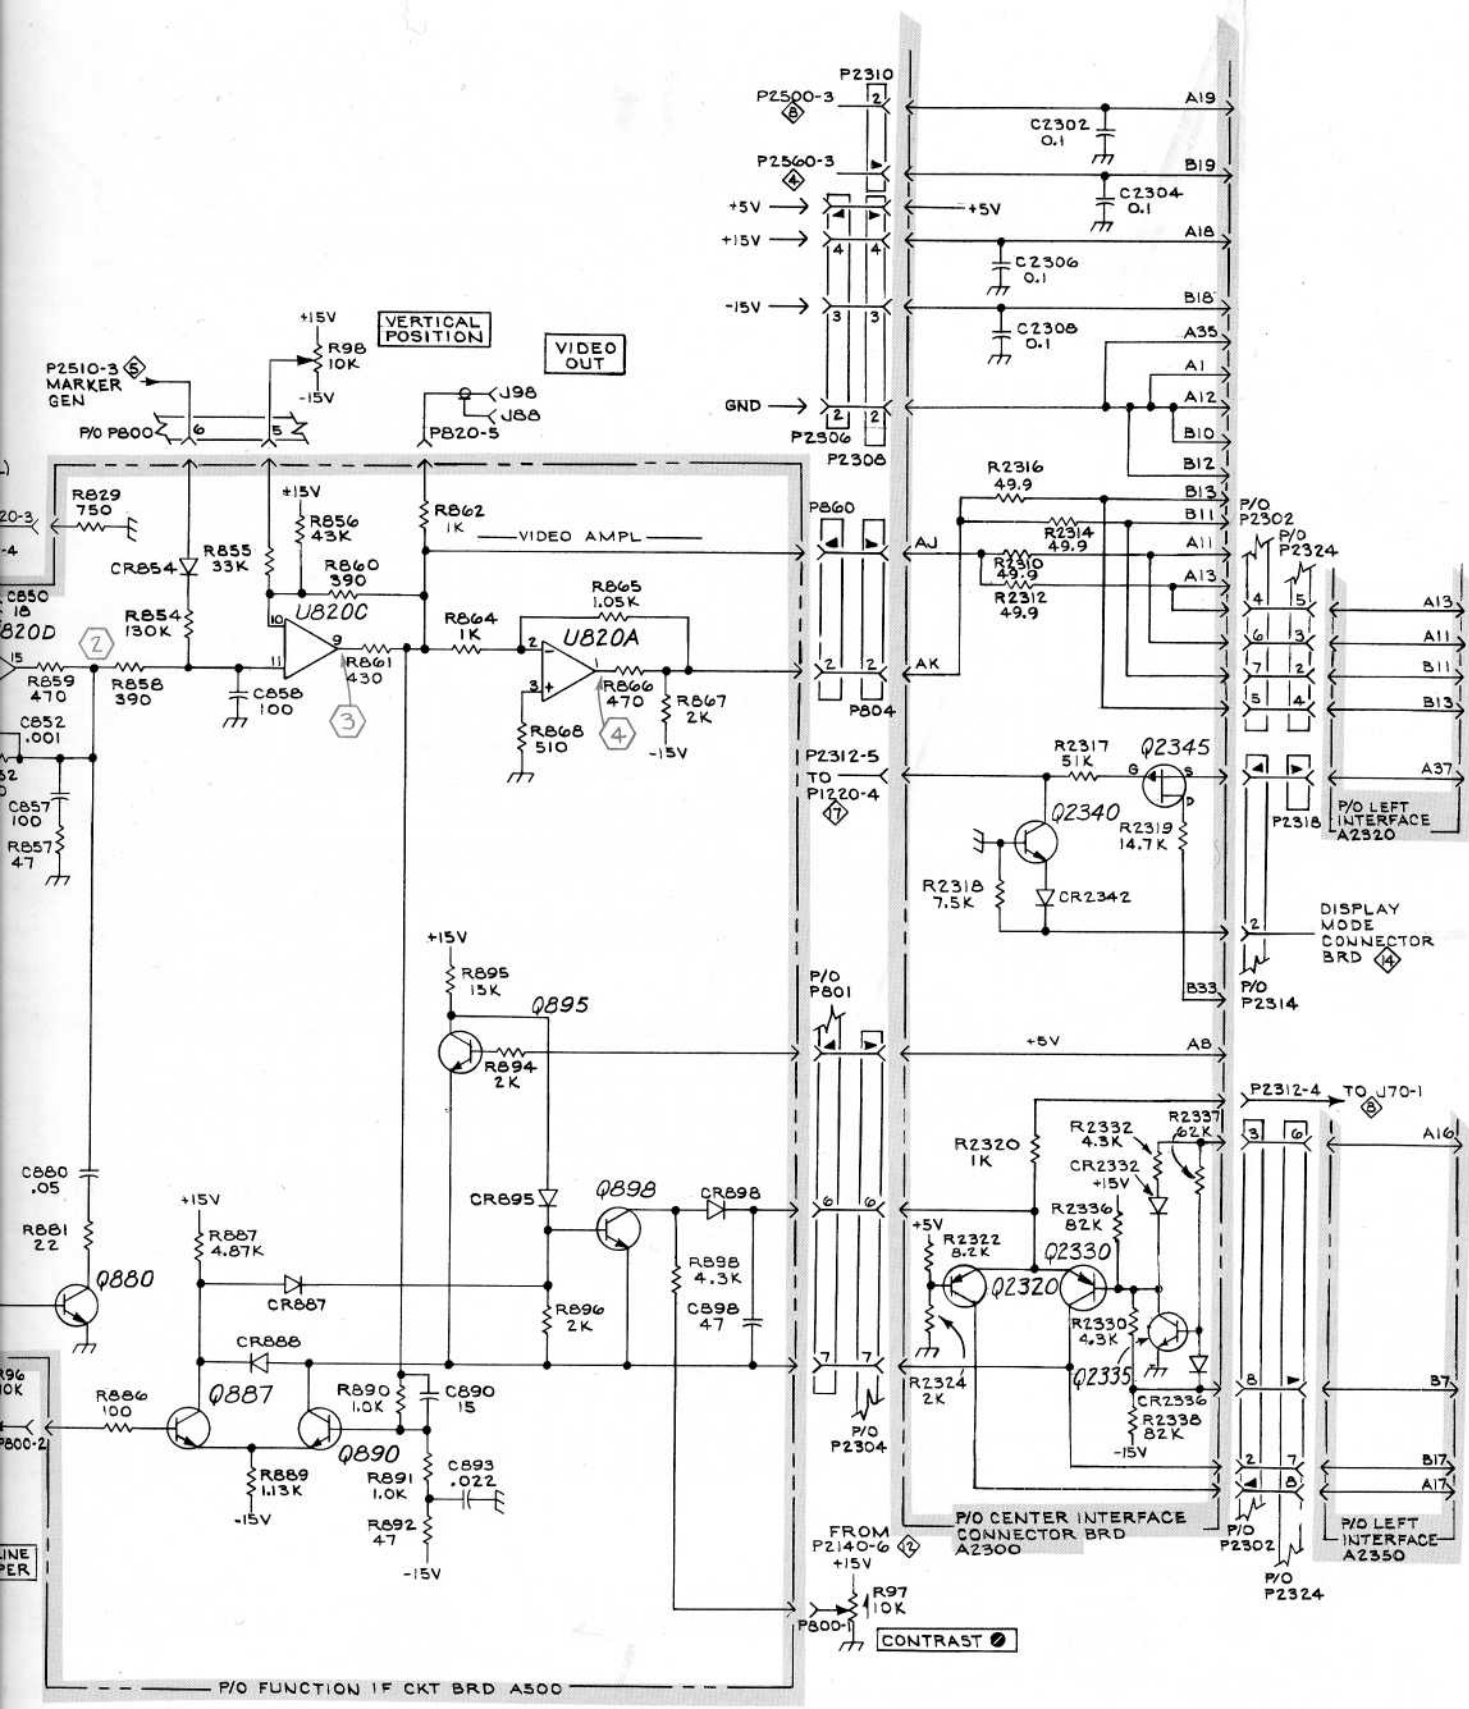 P2310
P2500-3
8
2
A19
C2302
0.1
P2560-3
4
B19
C2304
0.1
+5V
+5V
+15V
4
4
A18
C2306
0.1
-15V
3
3
B18
C2308
0.1
A35
A1
GND
2
2
A12
P2306
P2308
B10
B12
+15V
R98
10K
-15V
VERTICAL
POSITION
VIDEO
OUT
P2510-3 5
MARKER
GEN
P/O P800
6
5
J98
J88
P820-5
R829
750
20-3
-4
+15V
R856
43K
R855
33K
CR854
R860
390
R862
1K
VIDEO AMPL
P860
AJ
R2316
49.9
B13
R2314
49.9
B11
R2310
49.9
A11
R2312
49.9
A13
P/O
P2302
P/O
P2324
C850
18
820D
2
R854
130K
10
U820C
9
11
15
R859
470
R858
390
C858
100
R861
430
3
R864
1K
R865
1.05K
U820A
2
-
3
+
1
R866
470
4
R867
2K
-15V
R868
510
2
2
AK
P804
4
5
A13
6
3
A11
7
2
B11
5
4
B13
C852
.001
C857
100
R857
47
P2312-5
TO
P1220-4
17
R2317
51K
Q2345
G
S
D
Q2340
R2319
14.7K
R2318
7.5K
CR2342
P2318
A37
P/O LEFT
INTERFACE
A2320
2
DISPLAY
MODE
CONNECTOR
BRD 14
B33
P/O
P2314
+15V
R895
15K
Q895
R894
2K
P/O
P801
+5V
A8
P2312-4
TO J70-1
8
C880
.05
R881
22
Q880
+15V
R887
4.87K
CR887
CR895
Q898
CR898
R898
4.3K
C898
47
R896
2K
6
6
R2320
1K
R2332
4.3K
R2337
62K
CR2332
+15V
R2336
82K
3
6
A16
+5V
R2322
8.2K
Q2330
Q2320
R2330
4.3K
Q2335
R2324
2K
CR2336
R2338
82K
-15V
8
B7
CR888
Q887
R886
100
R96
10K
P800-2
R889
1.13K
-15V
R890
1.0K
C890
15
Q890
R891
1.0K
C893
.022
R892
47
-15V
7
7
P/O
P2304
2
7
B17
8
A17
P/O CENTER INTERFACE
CONNECTOR BRD
A2300
P/O
P2302
P/O LEFT
INTERFACE
A2350
P/O
P2324
FROM
P2140-6 12
+15V
R97
10K
P800-1
CONTRAST
P/O FUNCTION IF CKT BRD A500